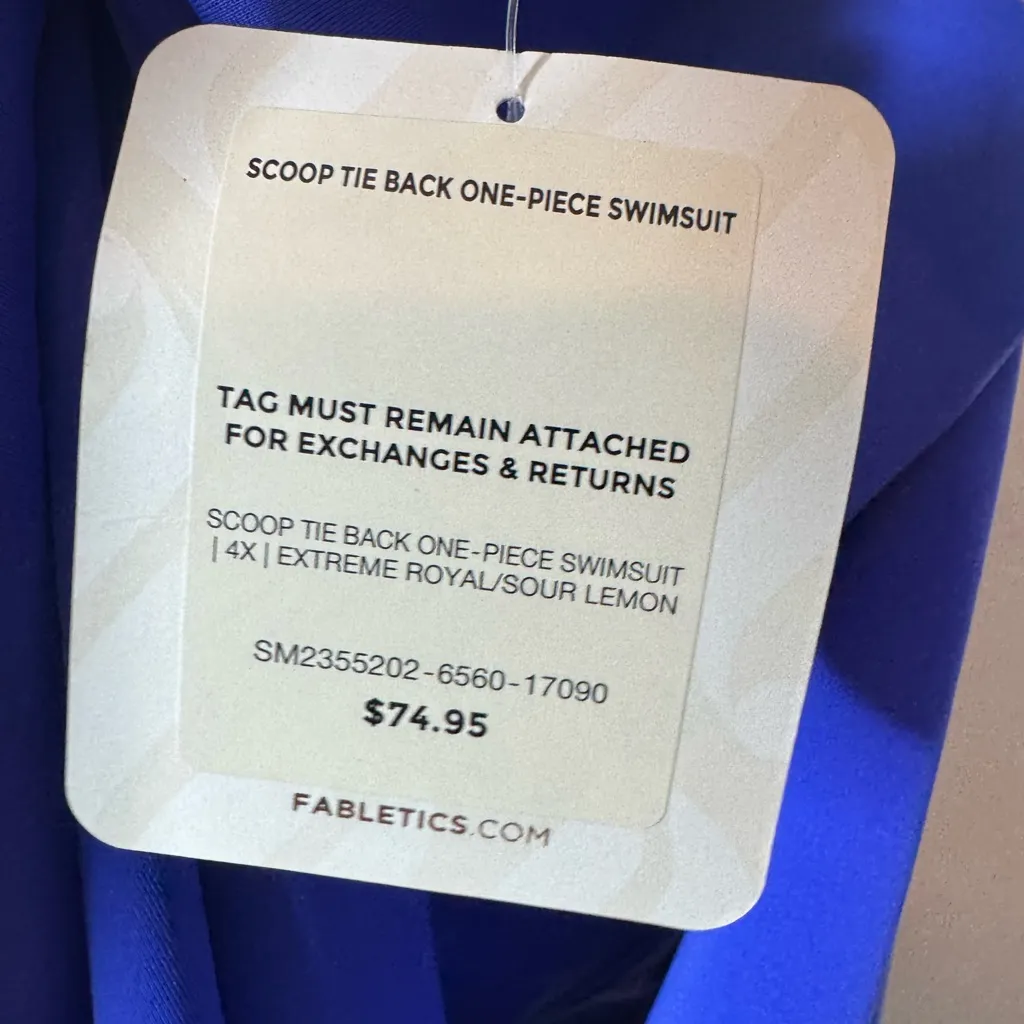 SCOOP TIE BACK ONE-PIECE SWIMSUIT
TAG MUST REMAIN ATTACHED
FOR EXCHANGES & RETURNS
SCOOP TIE BACK ONE-PIECE SWIMSUIT
| 4X | EXTREME ROYAL/SOUR LEMON
SM2355202-6560-17090
$74.95
FABLETICS.COM